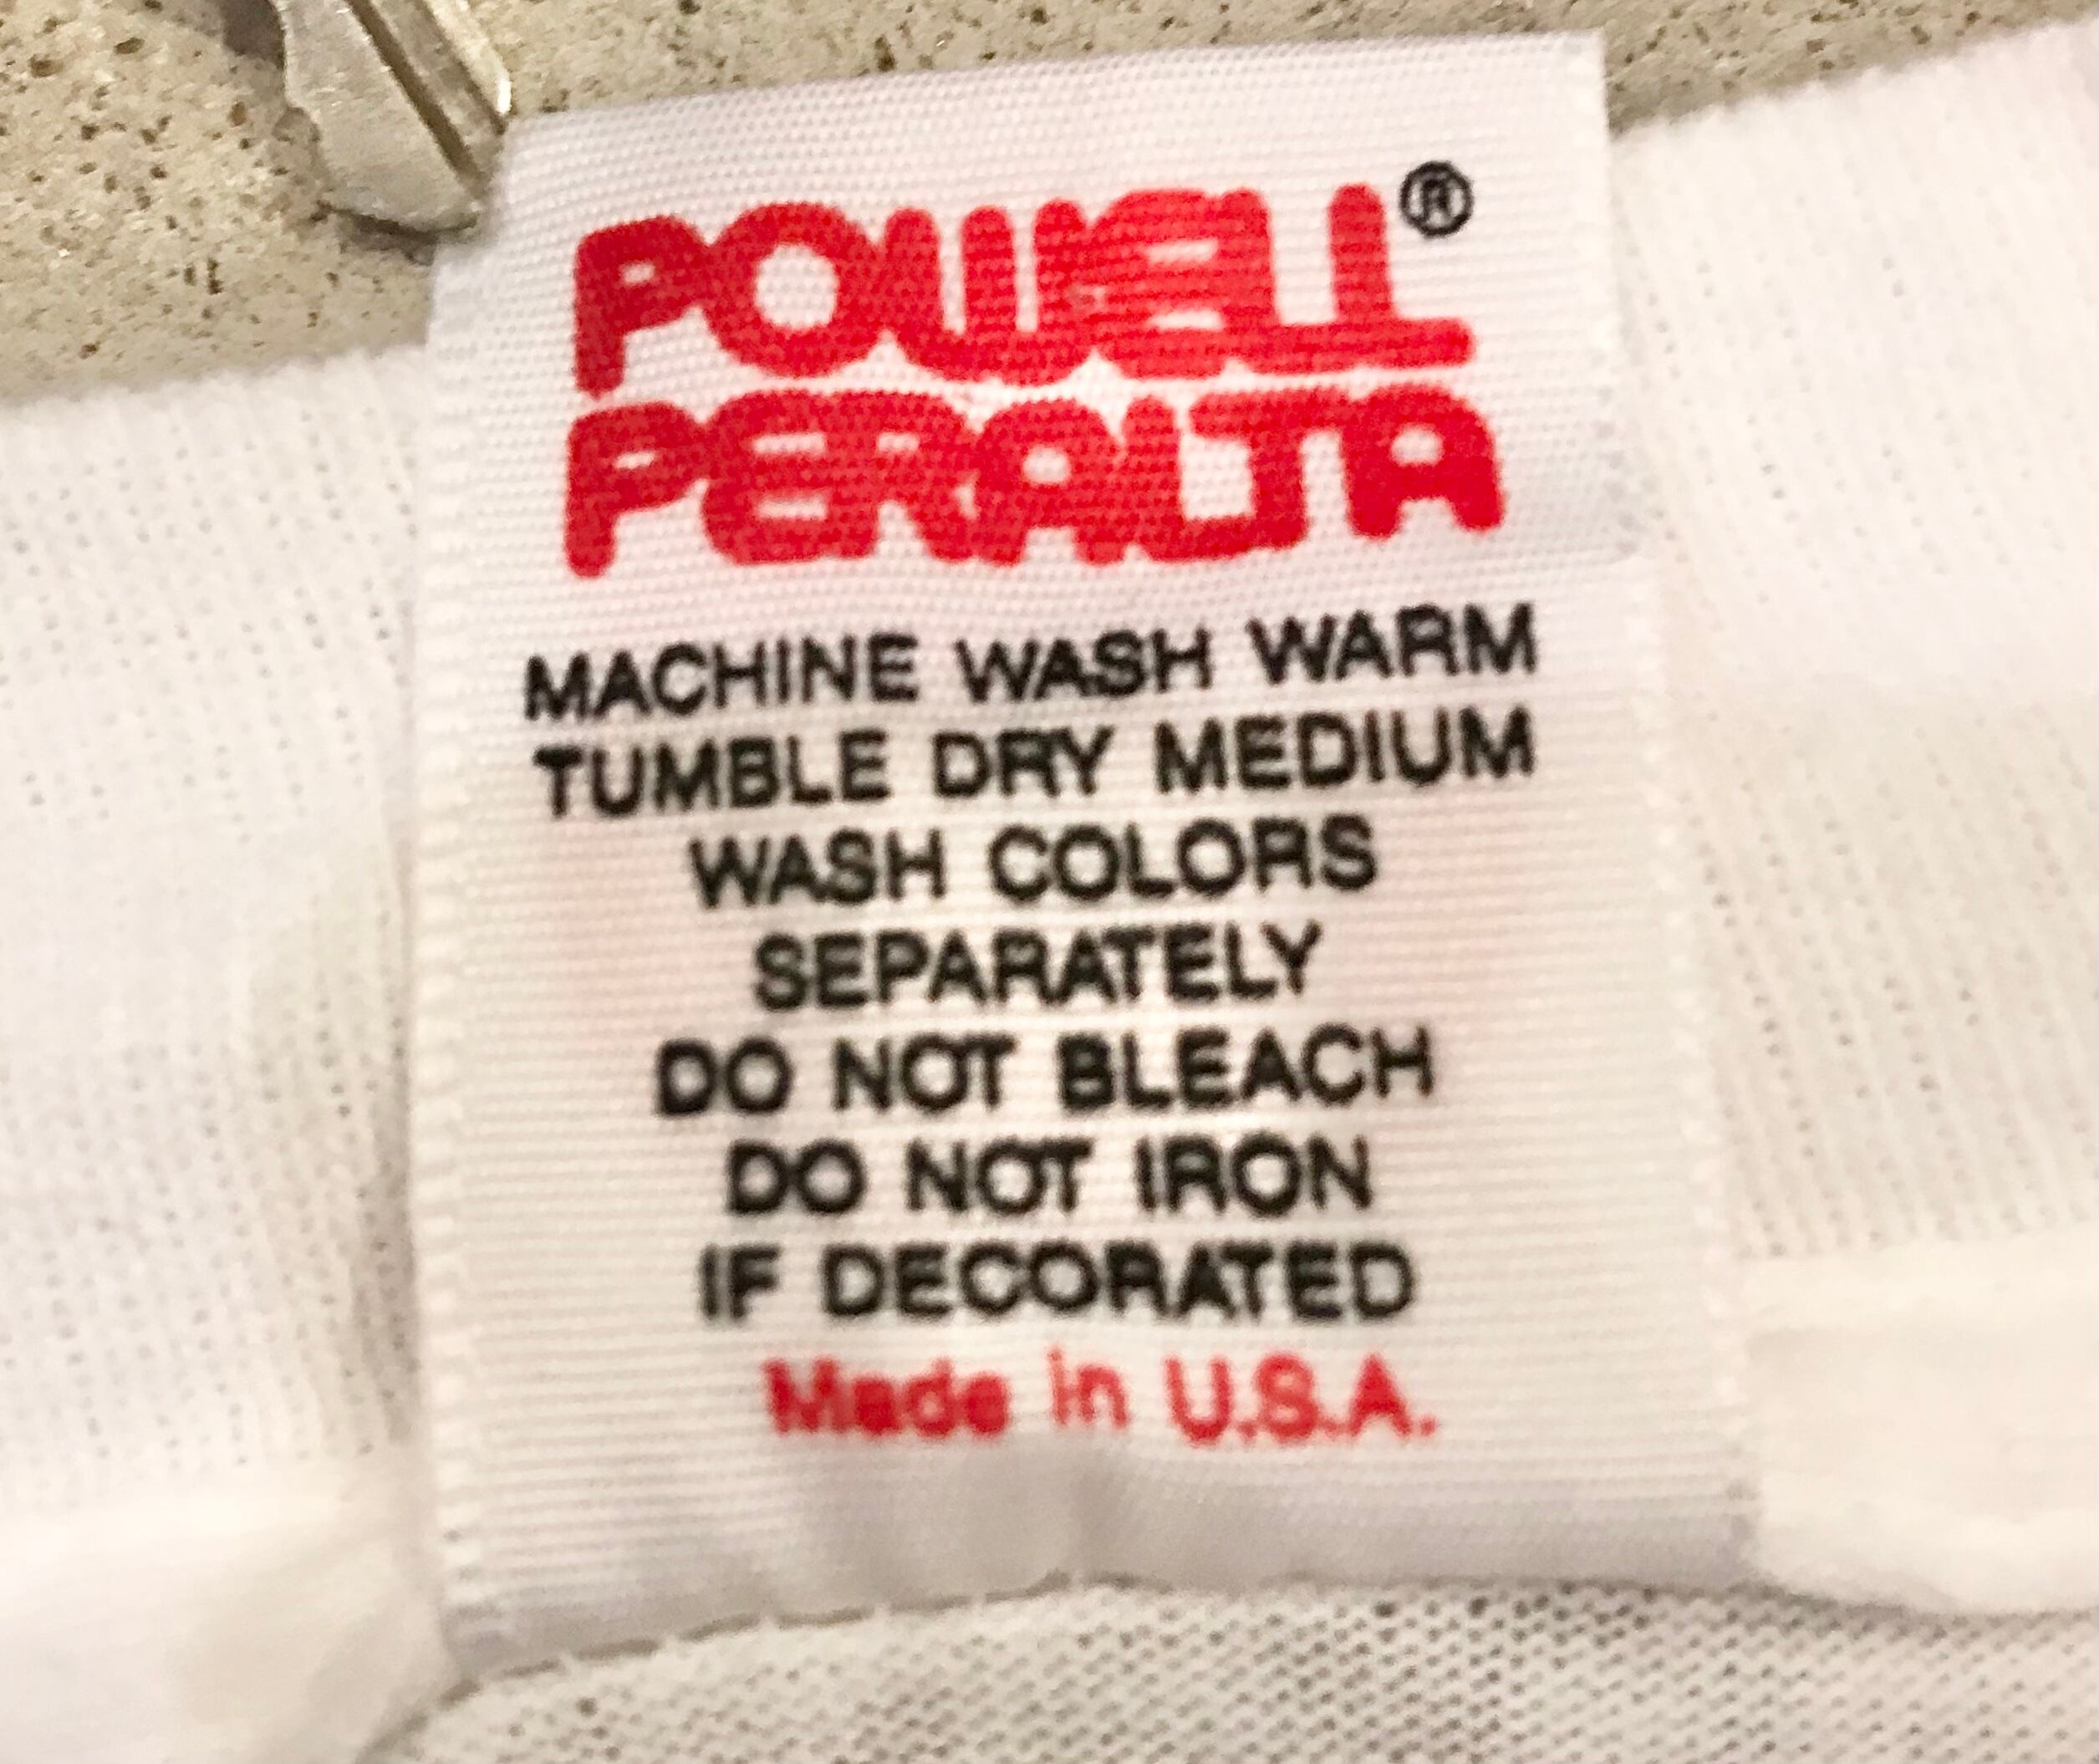 POWELL®
PERALTA
MACHINE WASH WARM
TUMBLE DRY MEDIUM
WASH COLORS
SEPARATELY
DO NOT BLEACH
DO NOT IRON
IF DECORATED
Made in U.S.A.